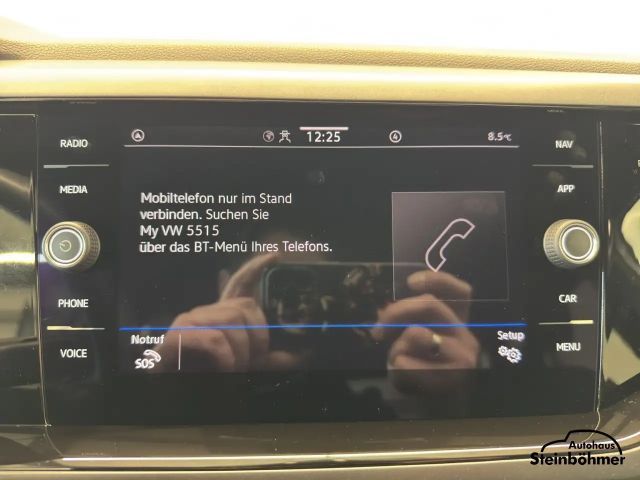 RADIO
MEDIA
PHONE
VOICE
12:25
4
8.5°C
Mobiltelefon nur im Stand
verbinden. Suchen Sie
My VW 5515
über das BT-Menü Ihres Telefons.
Notruf
SOS
Setup
NAV
APP
CAR
MENU
Autohaus
Steinböhmer